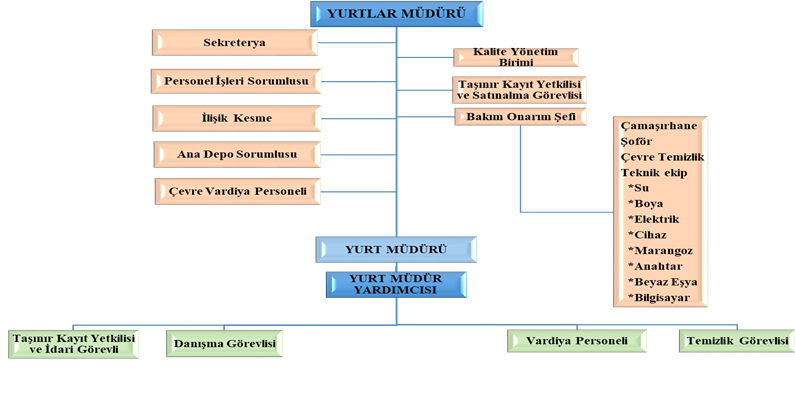 YURTLAR MÜDÜRÜ
Sekreterya
Personel İşleri Sorumlusu
İlişik Kesme
Ana Depo Sorumlusu
Çevre Vardiya Personeli
Kalite Yönetim
Birimi
Taşınır Kayıt Yetkilisi
ve Satınalma Görevlisi
Bakım Onarım Şefi
Çamaşırhane
Şoför
Çevre Temizlik
Teknik ekip
*Su
*Boya
*Elektrik
*Cihaz
*Marangoz
*Anahtar
*Beyaz Eşya
*Bilgisayar
YURT MÜDÜRÜ
YURT MÜDÜR
YARDIMCISI
Taşınır Kayıt Yetkilisi
ve İdari Görevli
Danışma Görevlisi
Vardiya Personeli
Temizlik Görevlisi